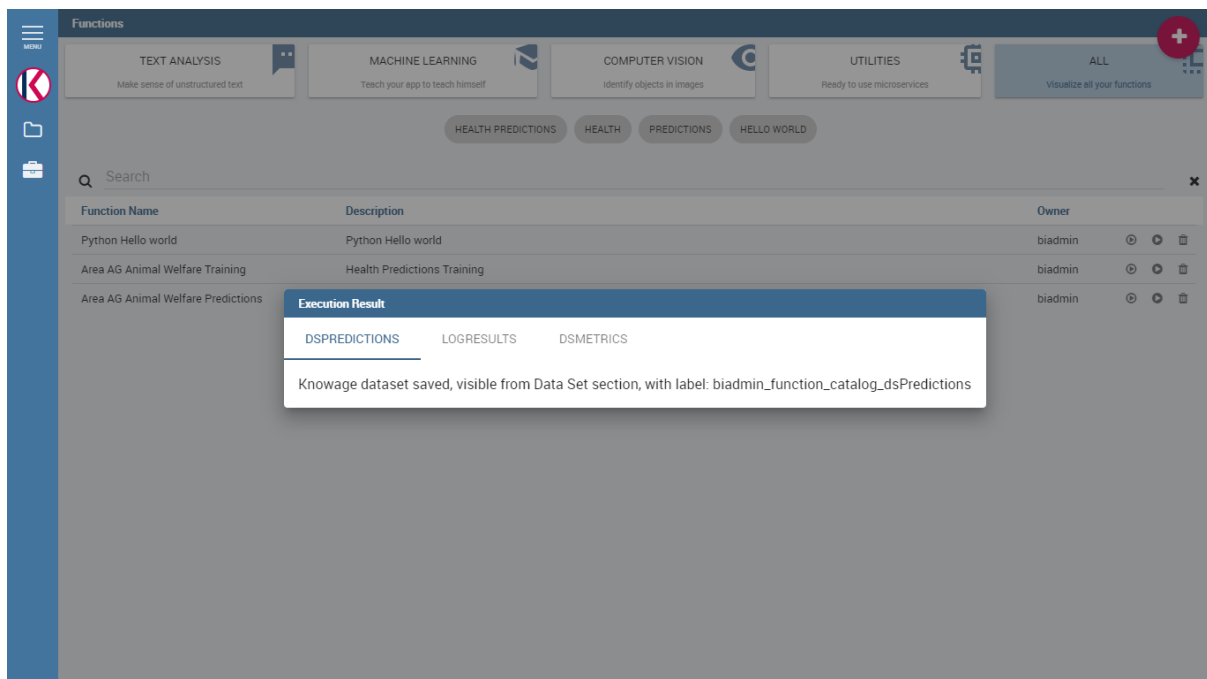 Functions
MENU
TEXT ANALYSIS
Make sense of unstructured text
MACHINE LEARNING
Teach your app to teach himself
COMPUTER VISION
Identify objects in images
UTILITIES
Ready to use microservices
ALL
Visualize all your functions
HEALTH PREDICTIONS HEALTH PREDICTIONS HELLO WORLD
Search
Function Name Description Owner
Python Hello world Python Hello world biadmin
Area AG Animal Welfare Training Health Predictions Training biadmin
Area AG Animal Welfare Predictions biadmin
Execution Result
DSPREDICTIONS LOGRESULTS DSMETRICS
Knowage dataset saved, visible from Data Set section, with label: biadmin_function_catalog_dsPredictions